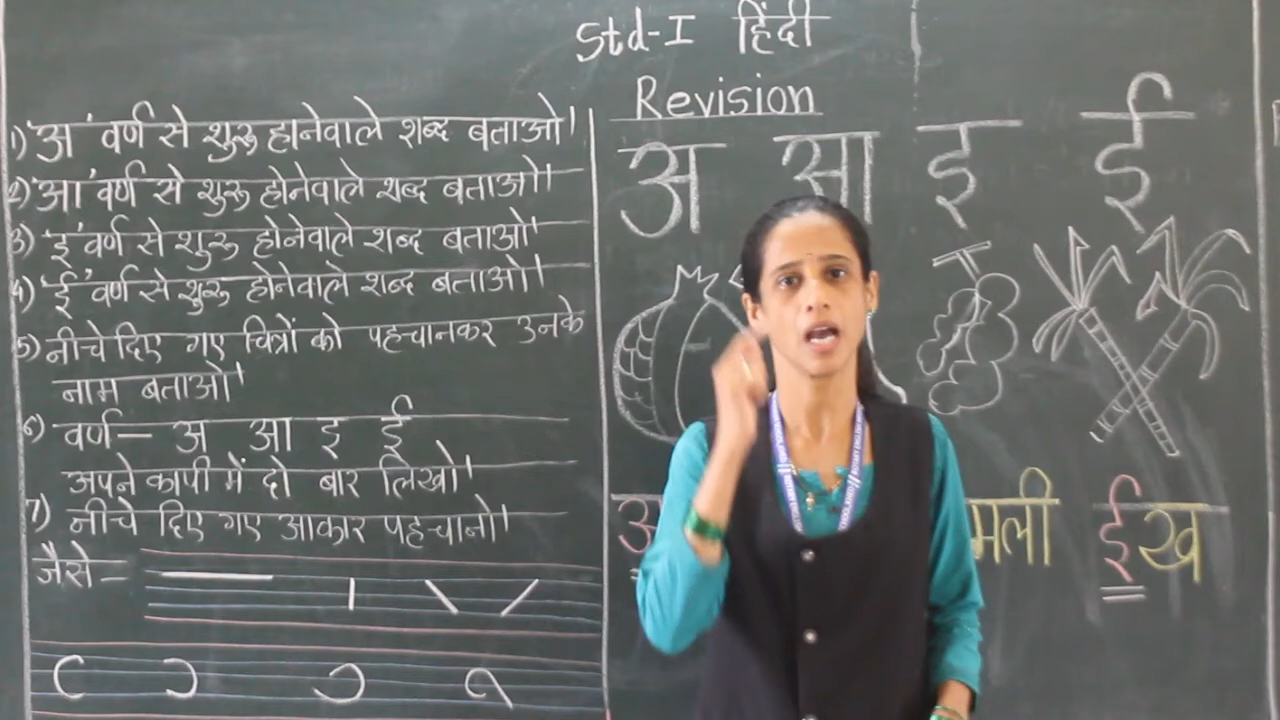 Std-I हिंदी
Revision
1) 'अ' वर्ण से शुरू होनेवाले शब्द बताओ।
2) 'आ' वर्ण से शुरू होनेवाले शब्द बताओ।
3) 'इ' वर्ण से शुरू होनेवाले शब्द बताओ।
4) 'ई' वर्ण से शुरू होनेवाले शब्द बताओ।
5) नीचे दिए गए चित्रों को पहचानकर उनके
नाम बताओ।
6) वर्ण— अ आ इ ई
अपने कापी में दो बार लिखो।
7) नीचे दिए गए आकार पहचानो।
जैसे—
अ आ इ ई
मली ईख